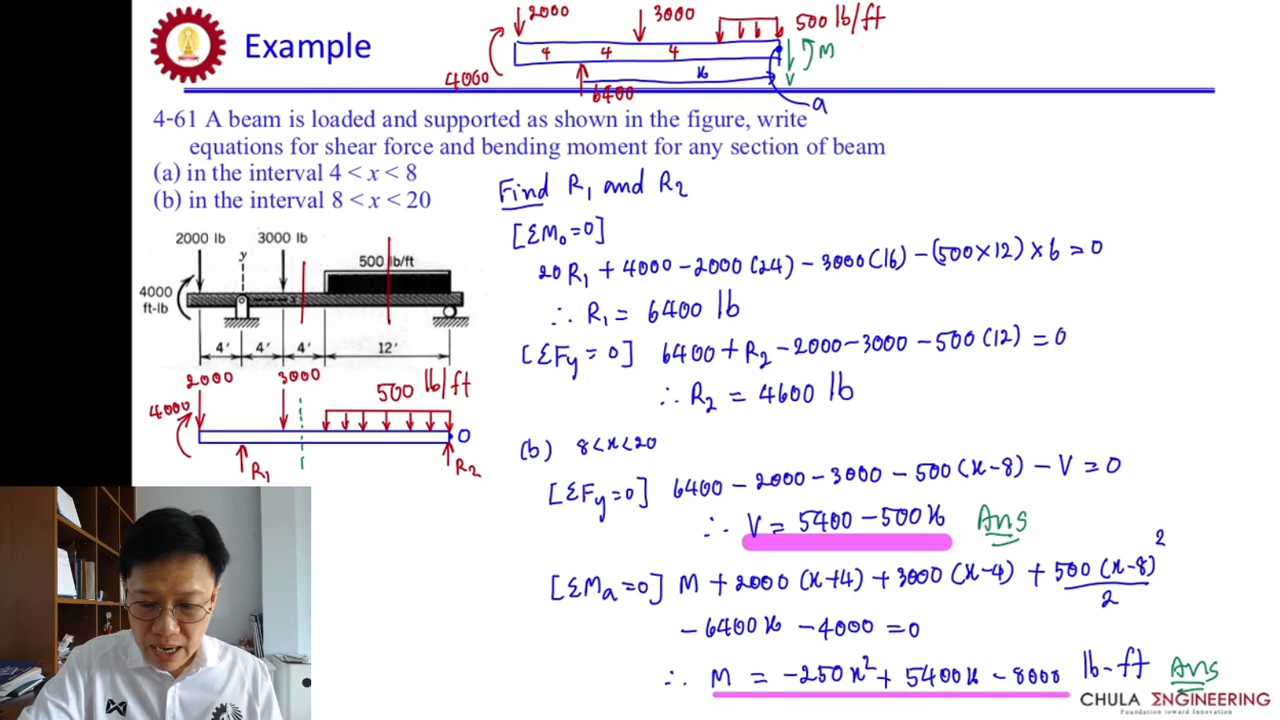 Example
2000
3000
500 lb/ft
4 4 4
M
4000
x
V
6400
a
4-61 A beam is loaded and supported as shown in the figure, write
equations for shear force and bending moment for any section of beam
(a) in the interval 4 < x < 8
(b) in the interval 8 < x < 20
Find R₁ and R₂
[ΣM₀=0]
20R₁ + 4000 - 2000(24) - 3000(16) - (500×12)×6 = 0
∴ R₁ = 6400 lb
[ΣFy = 0] 6400 + R₂ - 2000 - 3000 - 500(12) = 0
∴ R₂ = 4600 lb
2000 lb 3000 lb
y
500 lb/ft
4000
ft-lb
x
4' 4' 4' 12'
2000 3000 500 lb/ft
4000
O
R₁ R₂
(b) 8<x<20
[ΣFy=0] 6400 - 2000 - 3000 - 500(x-8) - V = 0
∴ V = 5400 - 500x Ans
[ΣMa=0] M + 2000(x+4) + 3000(x-4) + 500(x-8)²/2
- 6400x - 4000 = 0
∴ M = -250x² + 5400x - 8000 lb-ft Ans
CHULA ΣNGINEERING
Foundation toward Innovation